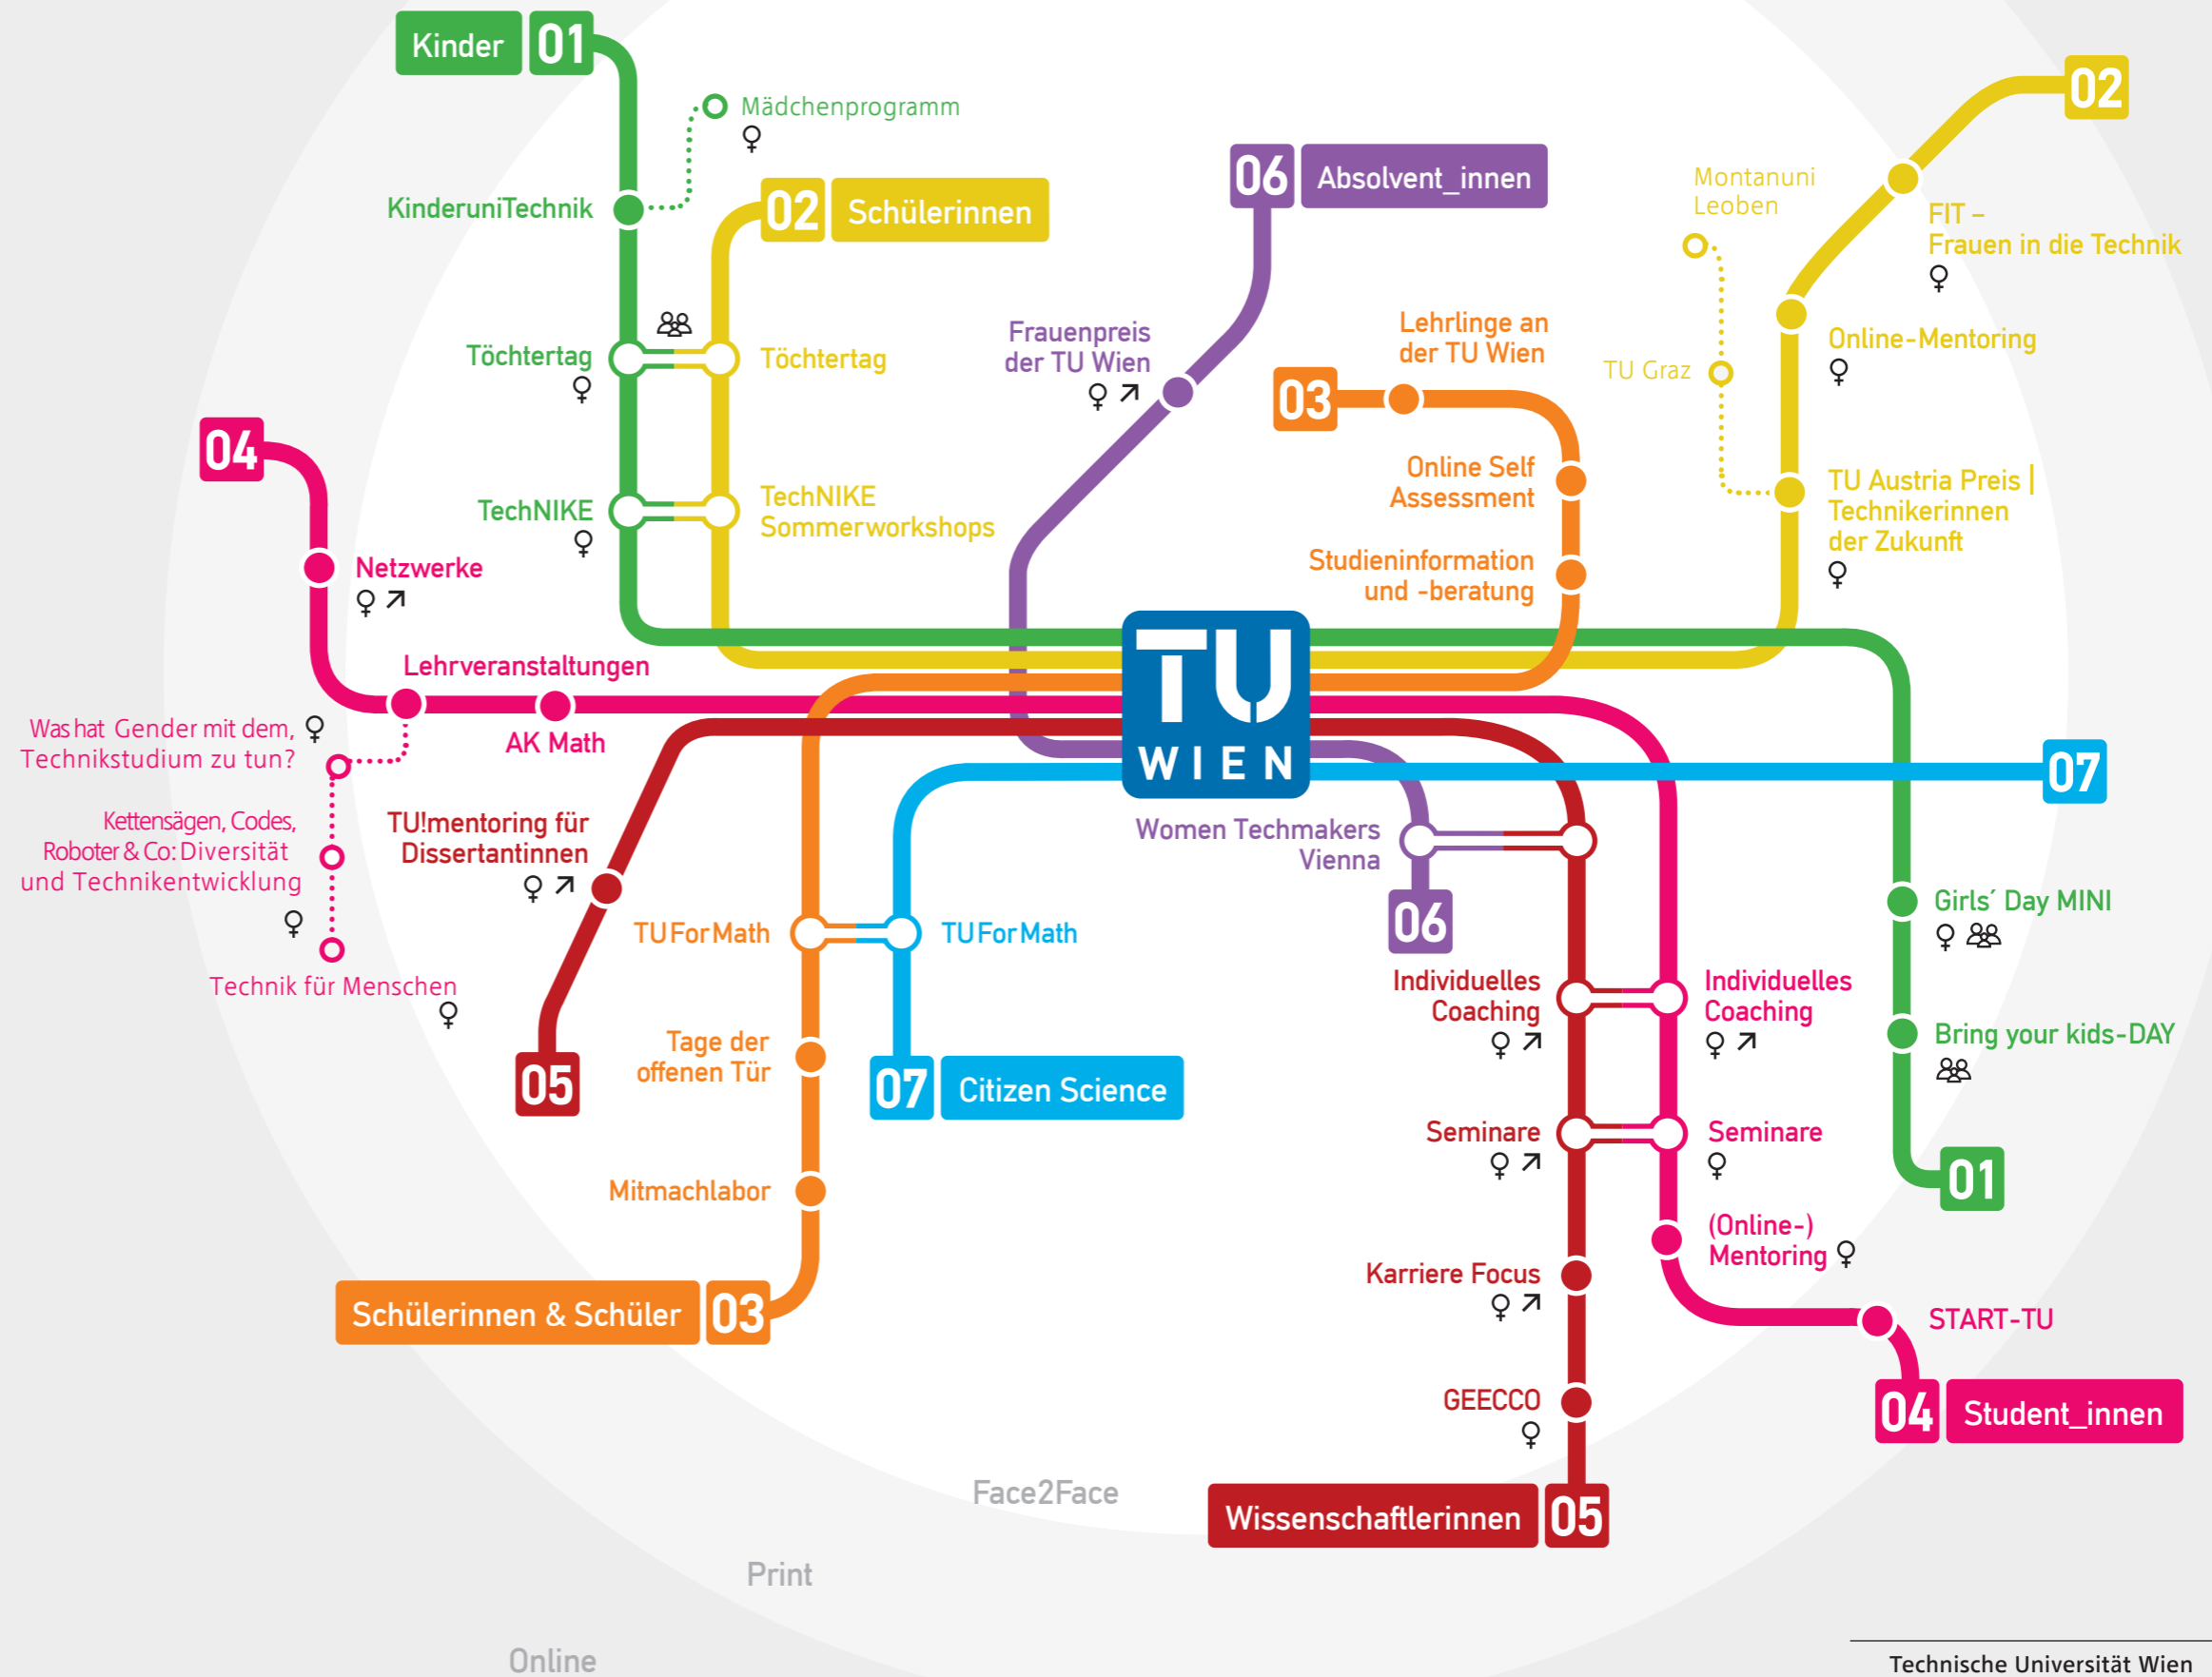 Kinder 01
02
Mädchenprogramm
06 Absolvent_innen
Montanuni
Leoben
KinderuniTechnik
02 Schülerinnen
FIT –
Frauen in die Technik
Frauenpreis
der TU Wien
Lehrlinge an
der TU Wien
Online-Mentoring
Töchtertag
Töchtertag
TU Graz
03
04
Online Self
Assessment
TU Austria Preis |
Technikerinnen
der Zukunft
TechNIKE
TechNIKE
Sommerworkshops
Netzwerke
Studieninformation
und -beratung
TU
WIEN
Lehrveranstaltungen
AK Math
Was hat Gender mit dem,
Technikstudium zu tun?
07
Kettensägen, Codes,
Roboter & Co: Diversität
und Technikentwicklung
TU!mentoring für
Dissertantinnen
Women Techmakers
Vienna
Girls´ Day MINI
TUForMath
TUForMath
06
Technik für Menschen
Individuelles
Coaching
Individuelles
Coaching
Bring your kids-DAY
Tage der
offenen Tür
05
07 Citizen Science
Seminare
Seminare
01
Mitmachlabor
(Online-)
Mentoring
Karriere Focus
Schülerinnen & Schüler 03
START-TU
GEECCO
04 Student_innen
Face2Face
Wissenschaftlerinnen 05
Print
Online
Technische Universität Wien